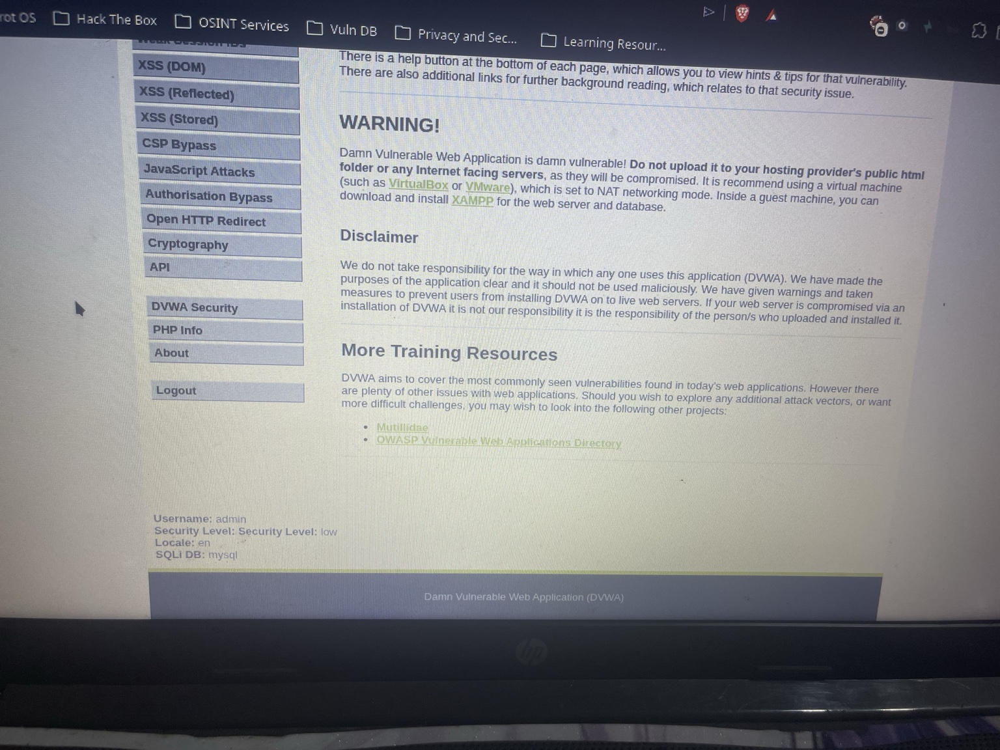 rot OS
Hack The Box
OSINT Services
Vuln DB
Privacy and Sec...
Learning Resour...
Weak Session IDs
XSS (DOM)
XSS (Reflected)
XSS (Stored)
CSP Bypass
JavaScript Attacks
Authorisation Bypass
Open HTTP Redirect
Cryptography
API
DVWA Security
PHP Info
About
Logout
There is a help button at the bottom of each page, which allows you to view hints & tips for that vulnerability.
There are also additional links for further background reading, which relates to that security issue.
WARNING!
Damn Vulnerable Web Application is damn vulnerable! Do not upload it to your hosting provider's public html
folder or any Internet facing servers, as they will be compromised. It is recommend using a virtual machine
(such as VirtualBox or VMware), which is set to NAT networking mode. Inside a guest machine, you can
download and install XAMPP for the web server and database.
Disclaimer
We do not take responsibility for the way in which any one uses this application (DVWA). We have made the
purposes of the application clear and it should not be used maliciously. We have given warnings and taken
measures to prevent users from installing DVWA on to live web servers. If your web server is compromised via an
installation of DVWA it is not our responsibility it is the responsibility of the person/s who uploaded and installed it.
More Training Resources
DVWA aims to cover the most commonly seen vulnerabilities found in today's web applications. However there
are plenty of other issues with web applications. Should you wish to explore any additional attack vectors, or want
more difficult challenges, you may wish to look into the following other projects:
• Mutillidae
• OWASP Vulnerable Web Applications Directory
Username: admin
Security Level: Security Level: low
Locale: en
SQLi DB: mysql
Damn Vulnerable Web Application (DVWA)
hp